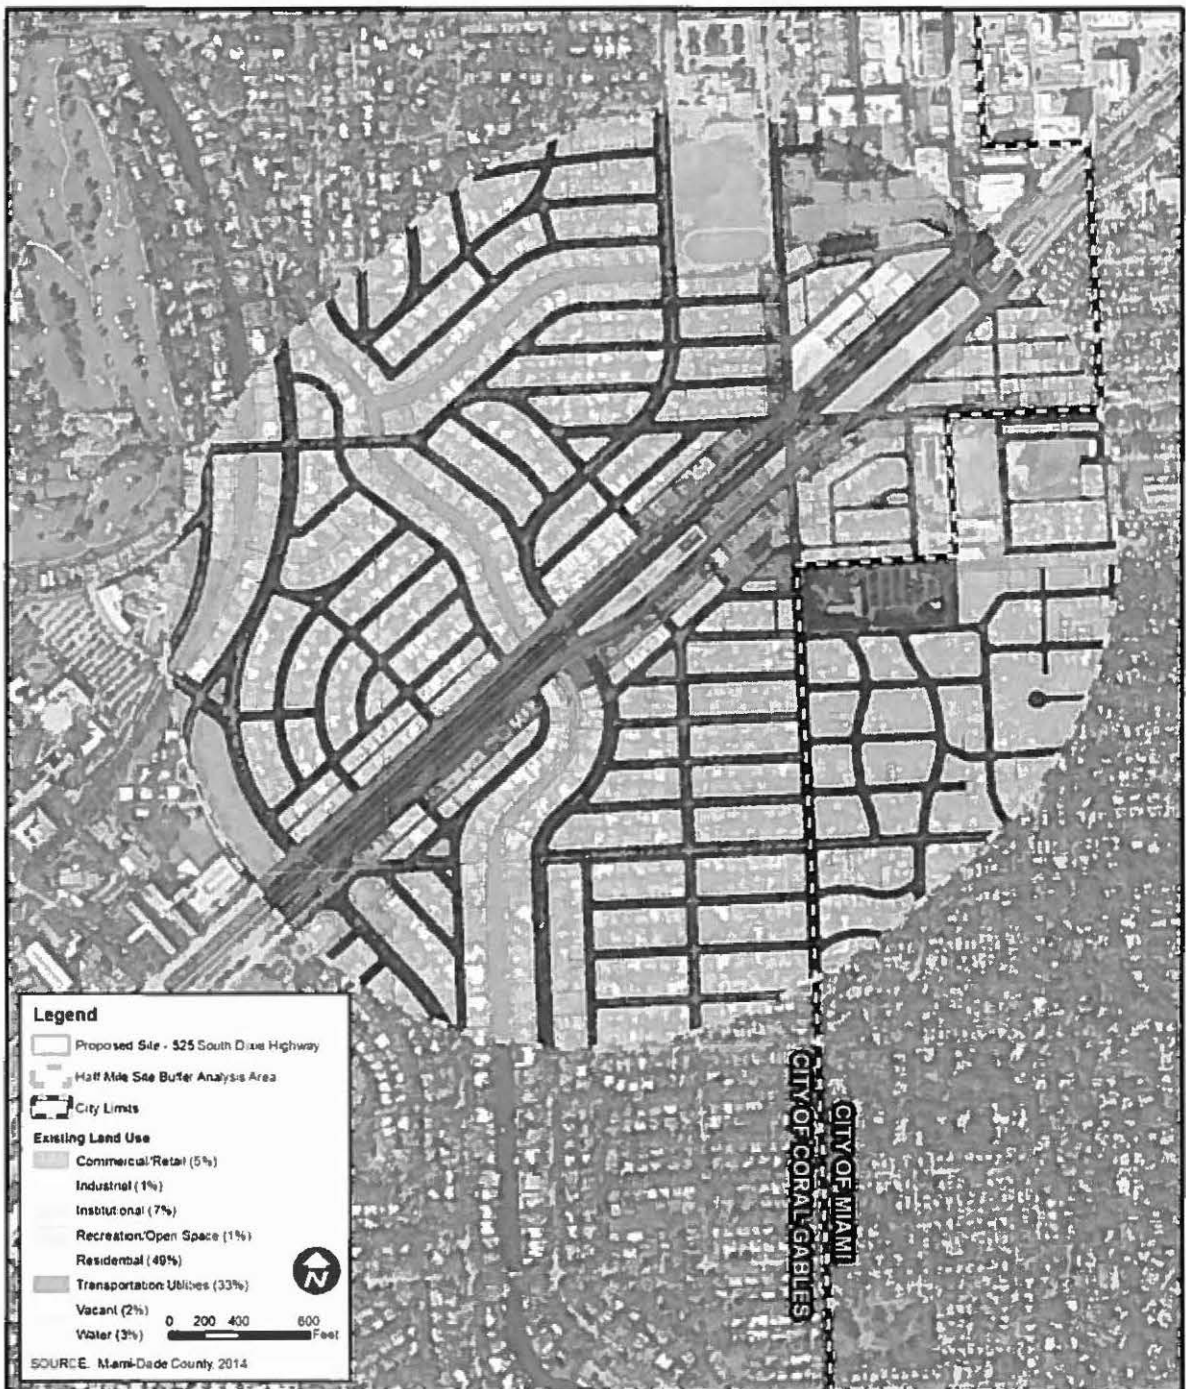 CITY OF CORAL GABLES
CITY OF MIAMI
Legend
Proposed Site - 525 South Dixie Highway
Half Mile Site Buffer Analysis Area
City Limits
Existing Land Use
Commercial/Retail (5%)
Industrial (1%)
Institutional (7%)
Recreation/Open Space (1%)
Residential (49%)
Transportation Utilities (33%)
Vacant (2%)
Water (3%)
N
0 200 400 600
Feet
SOURCE: Miami-Dade County, 2014